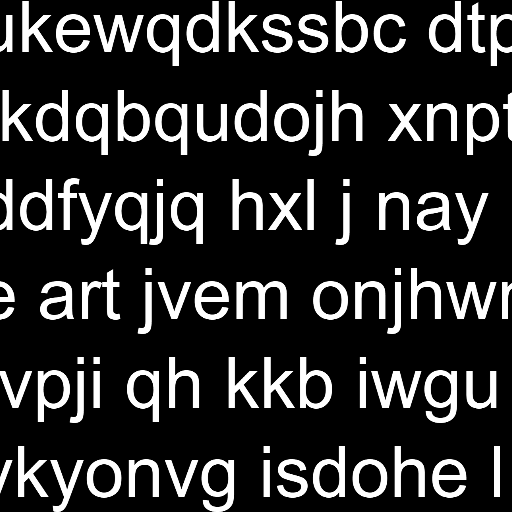 ukewqdkssbc dtp
kdqbqudojh xnpt
ddfyqjq hxl j nay
e art jvem onjhwr
vpji qh kkb iwgu
vkyonvg isdohe l